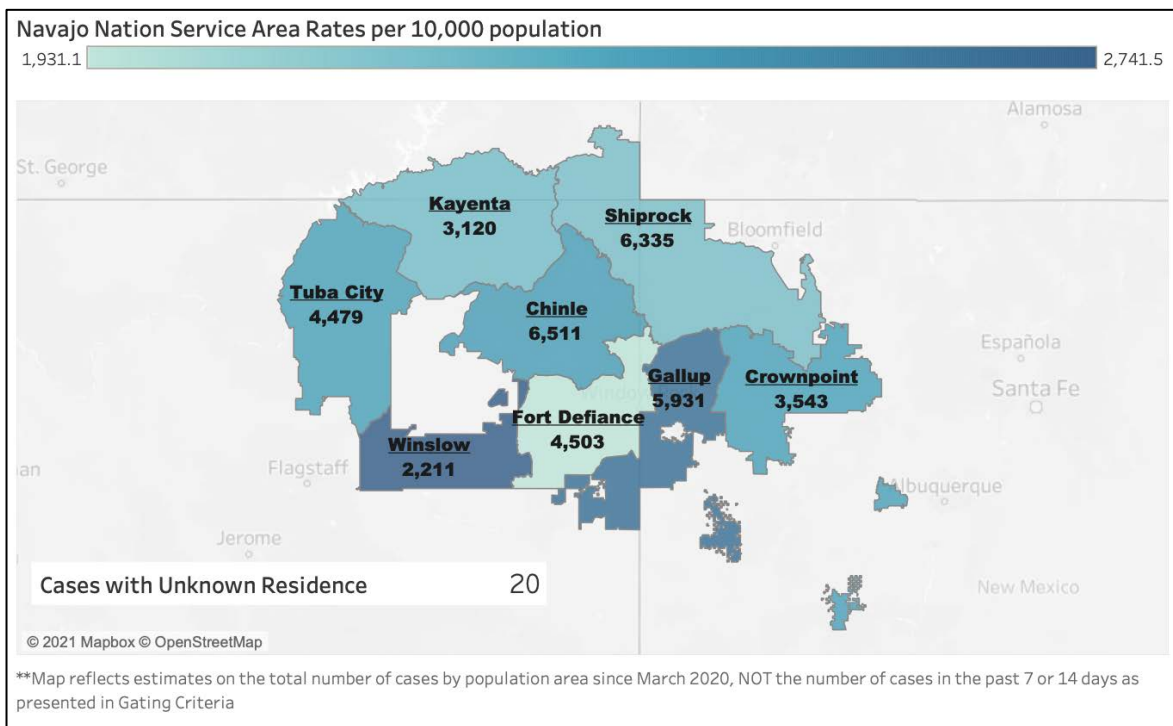 Navajo Nation Service Area Rates per 10,000 population
1,931.1
2,741.5
Alamosa
St. George
Kayenta
3,120
Shiprock
6,335
Bloomfield
Tuba City
4,479
Chinle
6,511
Española
Gallup
5,931
Crownpoint
3,543
Santa Fe
Fort Defiance
4,503
Winslow
2,211
Flagstaff
Albuquerque
Jerome
Cases with Unknown Residence 20
New Mexico
© 2021 Mapbox © OpenStreetMap
**Map reflects estimates on the total number of cases by population area since March 2020, NOT the number of cases in the past 7 or 14 days as
presented in Gating Criteria